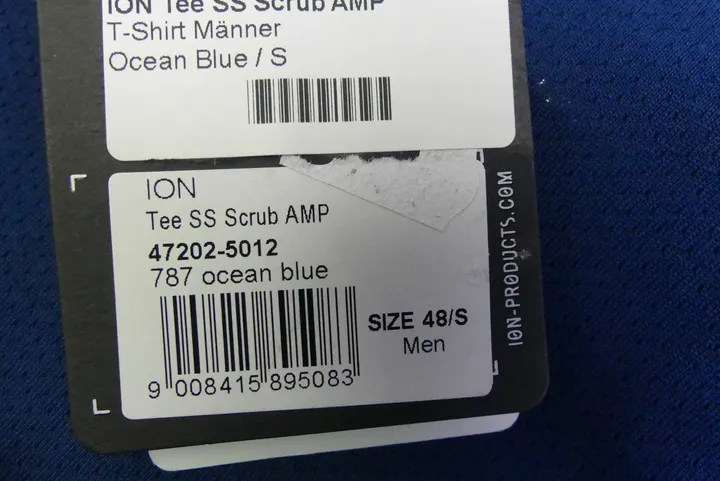 ION Tee SS Scrub AMP
T-Shirt Männer
Ocean Blue / S
ION
Tee SS Scrub AMP
47202-5012
787 ocean blue
SIZE 48/S
Men
9 008415 895083
ION-PRODUCTS.COM